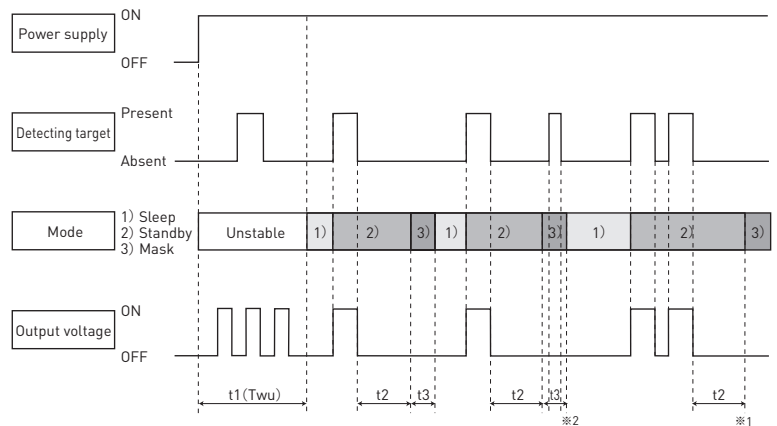 Power supply
ON
OFF
Detecting target
Present
Absent
Mode
1) Sleep
2) Standby
3) Mask
Unstable
1)
2)
3)
1)
2)
3)
1)
2)
3)
Output voltage
ON
OFF
t1(Twu)
t2
t3
t2
t3
t2
※2
※1